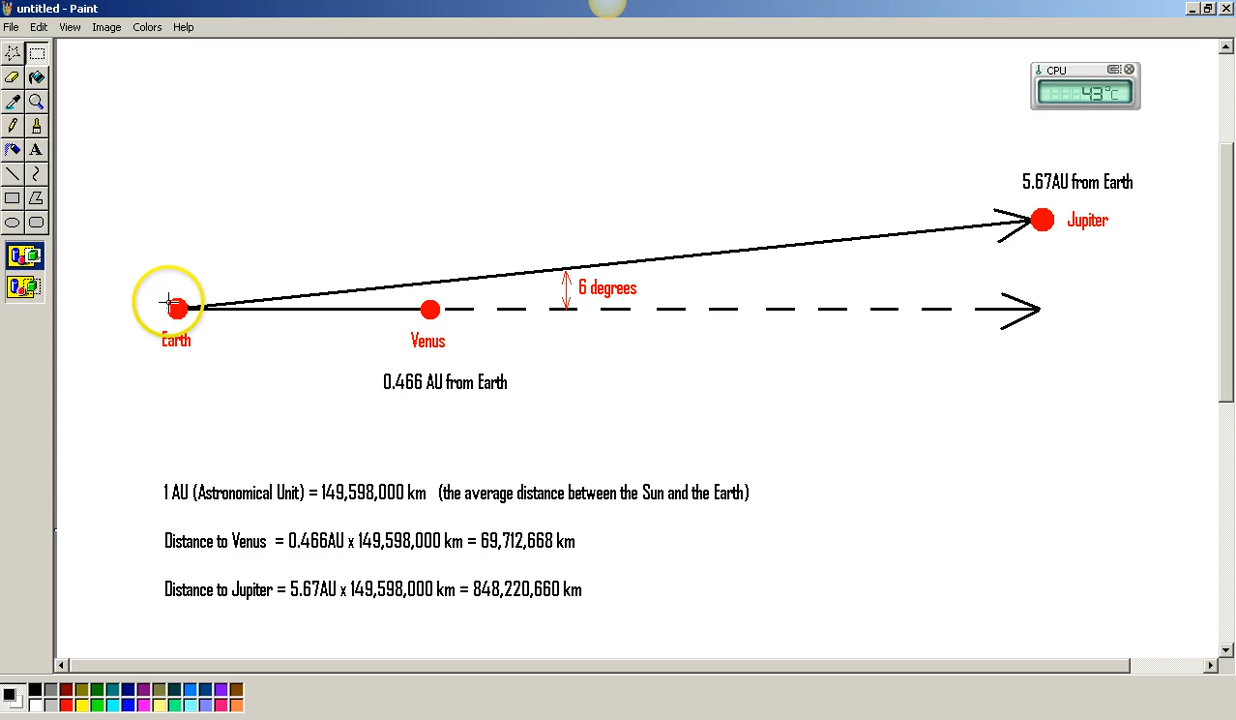 untitled - Paint
File Edit View Image Colors Help
CPU
43°C
5.67AU from Earth
Jupiter
6 degrees
Earth
Venus
0.466 AU from Earth
1 AU (Astronomical Unit) = 149,598,000 km (the average distance between the Sun and the Earth)
Distance to Venus = 0.466AU x 149,598,000 km = 69,712,668 km
Distance to Jupiter = 5.67AU x 149,598,000 km = 848,220,660 km